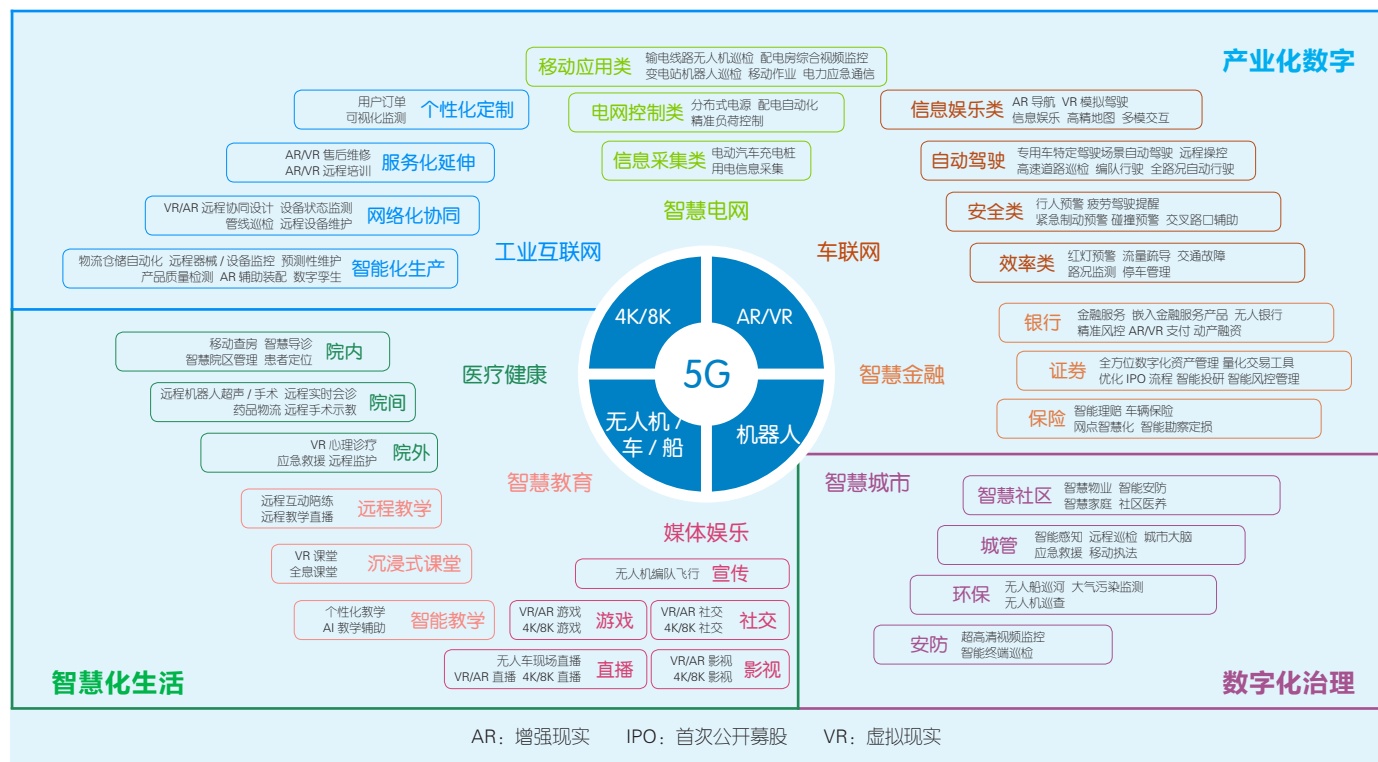 产业化数字
移动应用类
输电线路无人机巡检 配电房综合视频监控
变电站机器人巡检 移动作业 电力应急通信
电网控制类
分布式电源 配电自动化
精准负荷控制
信息采集类
电动汽车充电桩
用电信息采集
智慧电网
用户订单
可视化监测
个性化定制
AR/VR 售后维修
AR/VR 远程培训
服务化延伸
VR/AR 远程协同设计 设备状态监测
管线巡检 远程设备维护
网络化协同
物流仓储自动化 远程器械/设备监控 预测性维护
产品质量检测 AR 辅助装配 数字孪生
智能化生产
工业互联网
信息娱乐类
AR 导航 VR 模拟驾驶
信息娱乐 高精地图 多模交互
自动驾驶
专用车特定驾驶场景自动驾驶 远程操控
高速道路巡检 编队行驶 全路况自动行驶
安全类
行人预警 疲劳驾驶提醒
紧急制动预警 碰撞预警 交叉路口辅助
效率类
红灯预警 流量疏导 交通故障
路况监测 停车管理
车联网
4K/8K
AR/VR
5G
无人机/
车/船
机器人
银行
金融服务 嵌入金融服务产品 无人银行
精准风控 AR/VR 支付 动产融资
证券
全方位数字化资产管理 量化交易工具
优化 IPO 流程 智能投研 智能风控管理
保险
智能理赔 车辆保险
网点智慧化 智能勘察定损
智慧金融
移动查房 智慧导诊
智慧院区管理 患者定位
院内
远程机器人超声/手术 远程实时会诊
药品物流 远程手术示教
院间
VR 心理诊疗
应急救援 远程监护
院外
医疗健康
智慧教育
远程互动陪练
远程教学直播
远程教学
VR 课堂
全息课堂
沉浸式课堂
个性化教学
AI 教学辅助
智能教学
媒体娱乐
无人机编队飞行
宣传
VR/AR 游戏
4K/8K 游戏
游戏
VR/AR 社交
4K/8K 社交
社交
无人车现场直播
VR/AR 直播 4K/8K 直播
直播
VR/AR 影视
4K/8K 影视
影视
智慧化生活
智慧城市
智慧社区
智慧物业 智能安防
智慧家庭 社区医养
城管
智能感知 远程巡检 城市大脑
应急救援 移动执法
环保
无人船巡河 大气污染监测
无人机巡查
安防
超高清视频监控
智能终端巡检
数字化治理
AR：增强现实 IPO：首次公开募股 VR：虚拟现实